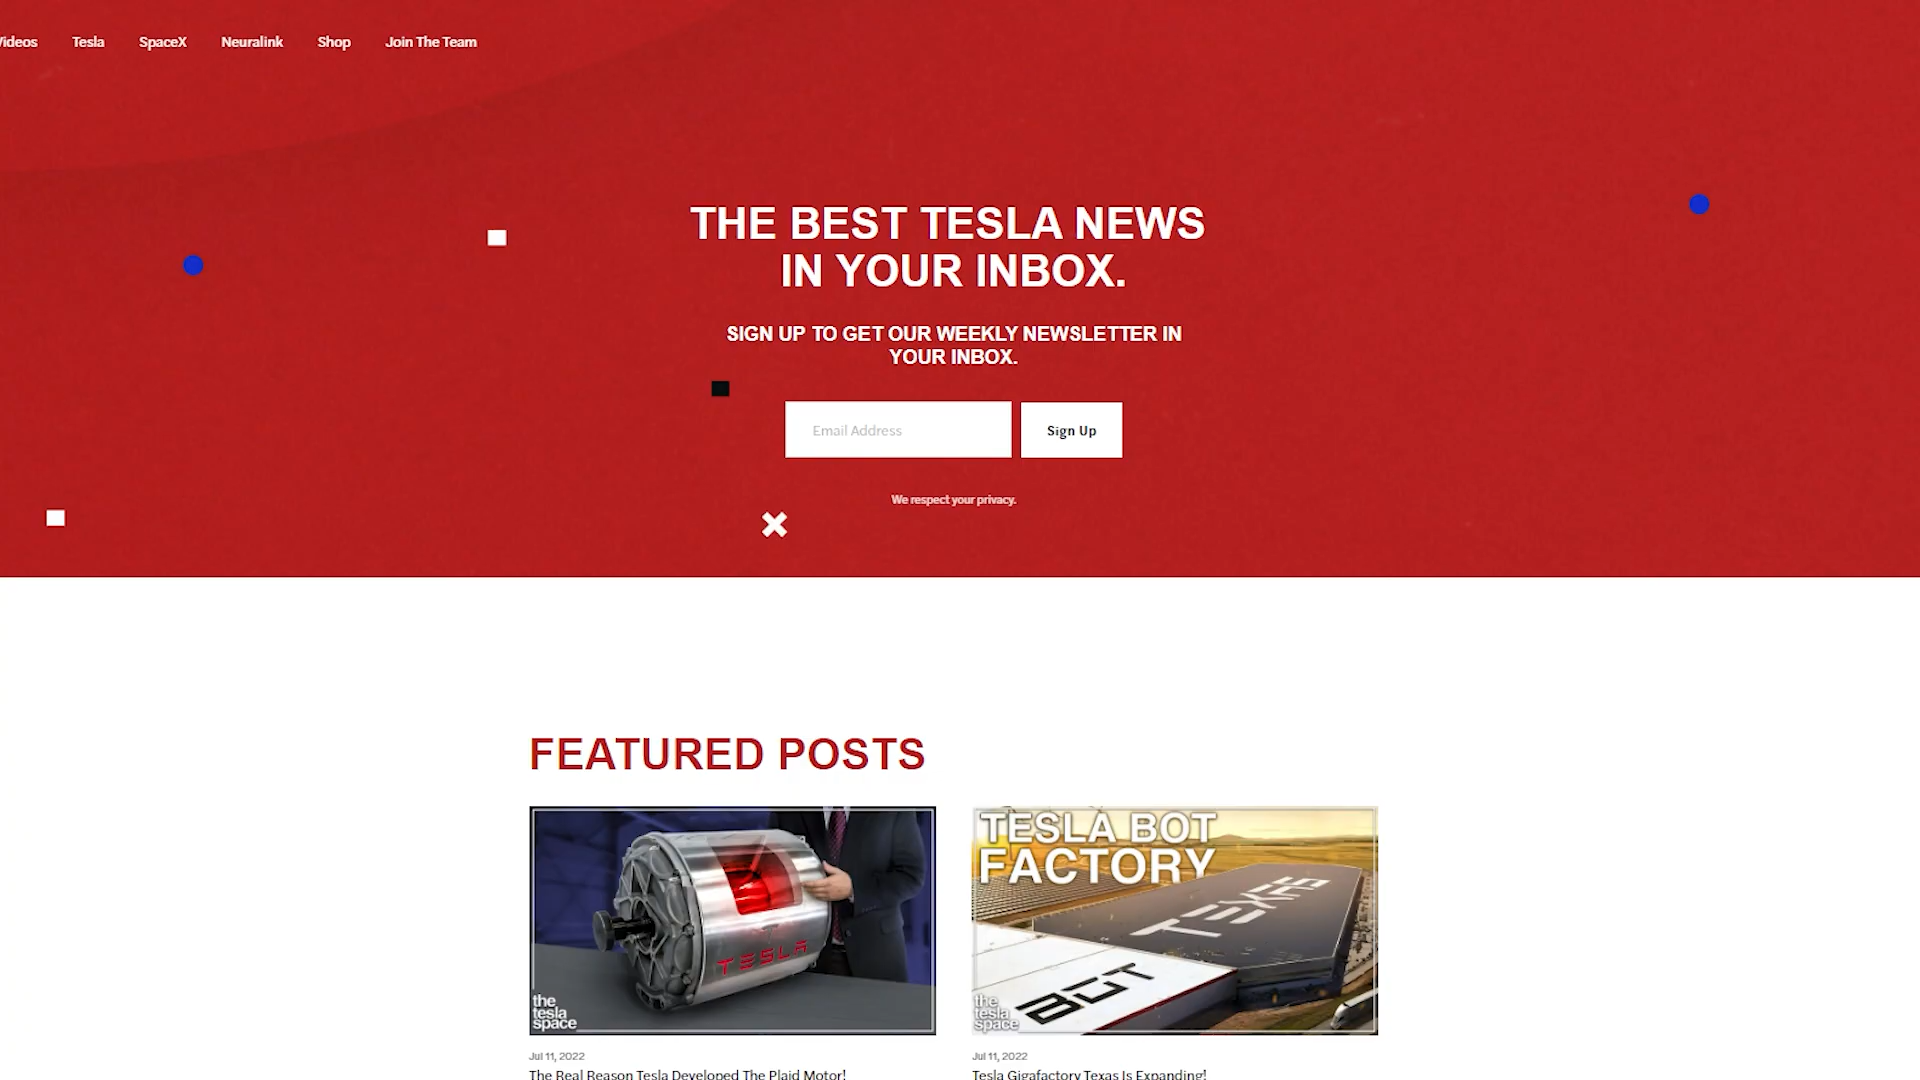 Videos Tesla SpaceX Neuralink Shop Join The Team
THE BEST TESLA NEWS
IN YOUR INBOX.
SIGN UP TO GET OUR WEEKLY NEWSLETTER IN
YOUR INBOX.
Email Address
Sign Up
We respect your privacy.
FEATURED POSTS
TESLA
the
tesla
space
Jul 11, 2022
The Real Reason Tesla Developed The Plaid Motor!
TESLA BOT
FACTORY
TEXAS
BOT
the
tesla
space
Jul 11, 2022
Tesla Gigafactory Texas Is Expanding!